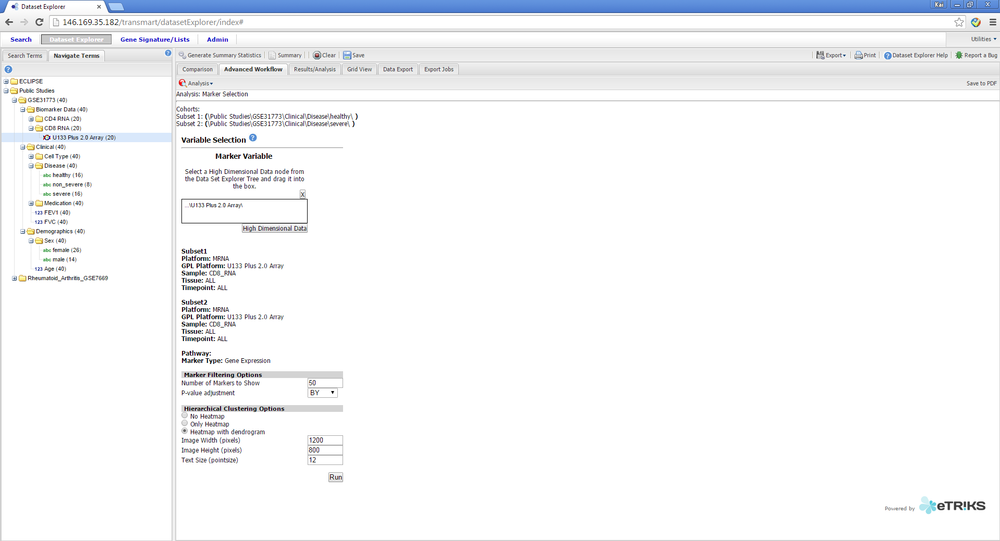 Dataset Explorer
Kai
146.169.35.182/transmart/datasetExplorer/index#
Search
Dataset Explorer
Gene Signature/Lists
Admin
Utilities
Search Terms
Navigate Terms
ECLIPSE
Public Studies
GSE31773 (40)
Biomarker Data (40)
CD4 RNA (20)
CD8 RNA (20)
U133 Plus 2.0 Array (20)
Clinical (40)
Cell Type (40)
Disease (40)
abc healthy (16)
abc non_severe (8)
abc severe (16)
Medication (40)
123 FEV1 (40)
123 FVC (40)
Demographics (40)
Sex (40)
abc female (26)
abc male (14)
123 Age (40)
Rheumatoid_Arthritis_GSE7669
Generate Summary Statistics
Summary
Clear
Save
Export
Print
Dataset Explorer Help
Report a Bug
Comparison
Advanced Workflow
Results/Analysis
Grid View
Data Export
Export Jobs
Analysis
Save to PDF
Analysis: Marker Selection
Cohorts:
Subset 1: (\Public Studies\GSE31773\Clinical\Disease\healthy\ )
Subset 2: (\Public Studies\GSE31773\Clinical\Disease\severe\ )
Variable Selection
Marker Variable
Select a High Dimensional Data node from
the Data Set Explorer Tree and drag it into
the box.
X
...\U133 Plus 2.0 Array\
High Dimensional Data
Subset1
Platform: MRNA
GPL Platform: U133 Plus 2.0 Array
Sample: CD8_RNA
Tissue: ALL
Timepoint: ALL
Subset2
Platform: MRNA
GPL Platform: U133 Plus 2.0 Array
Sample: CD8_RNA
Tissue: ALL
Timepoint: ALL
Pathway:
Marker Type: Gene Expression
Marker Filtering Options
Number of Markers to Show 50
P-value adjustment BY
Hierarchical Clustering Options
No Heatmap
Only Heatmap
Heatmap with dendrogram
Image Width (pixels) 1200
Image Height (pixels) 800
Text Size (pointsize) 12
Run
Powered by eTRIKS